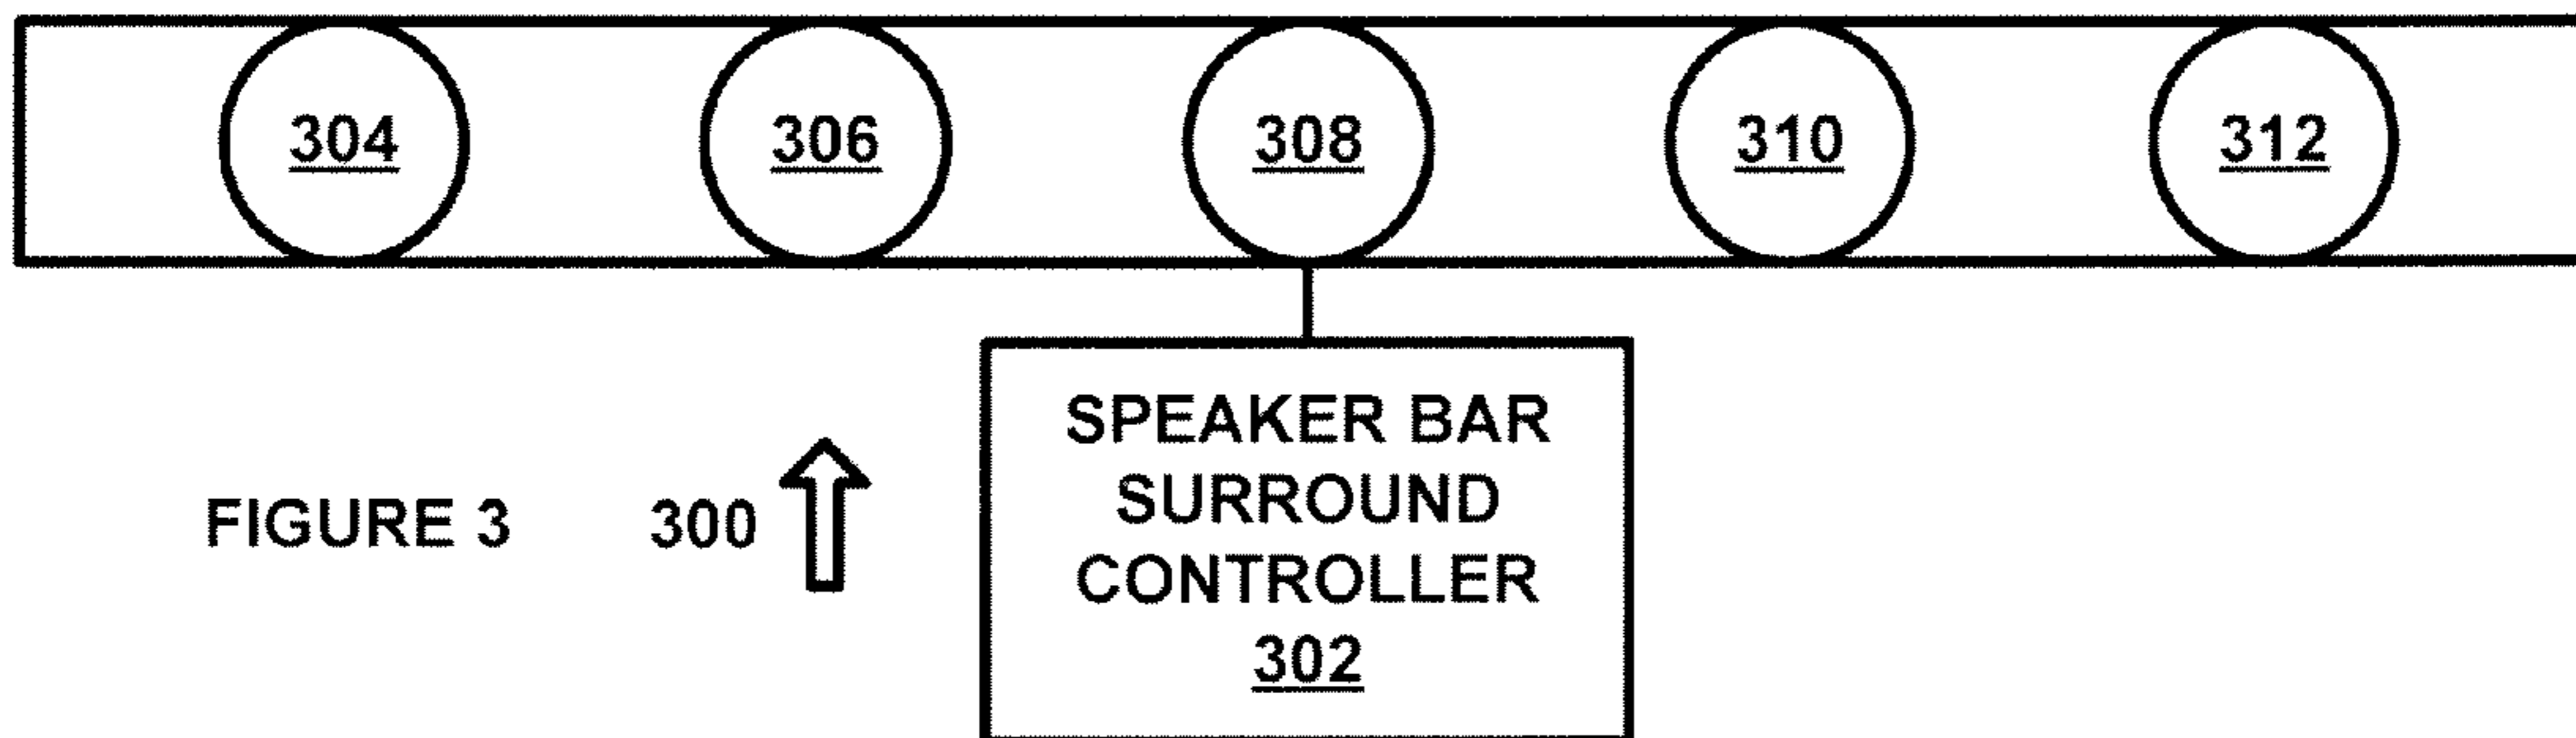 304 306 308 310 312
SPEAKER BAR
SURROUND
CONTROLLER
302
FIGURE 3 300